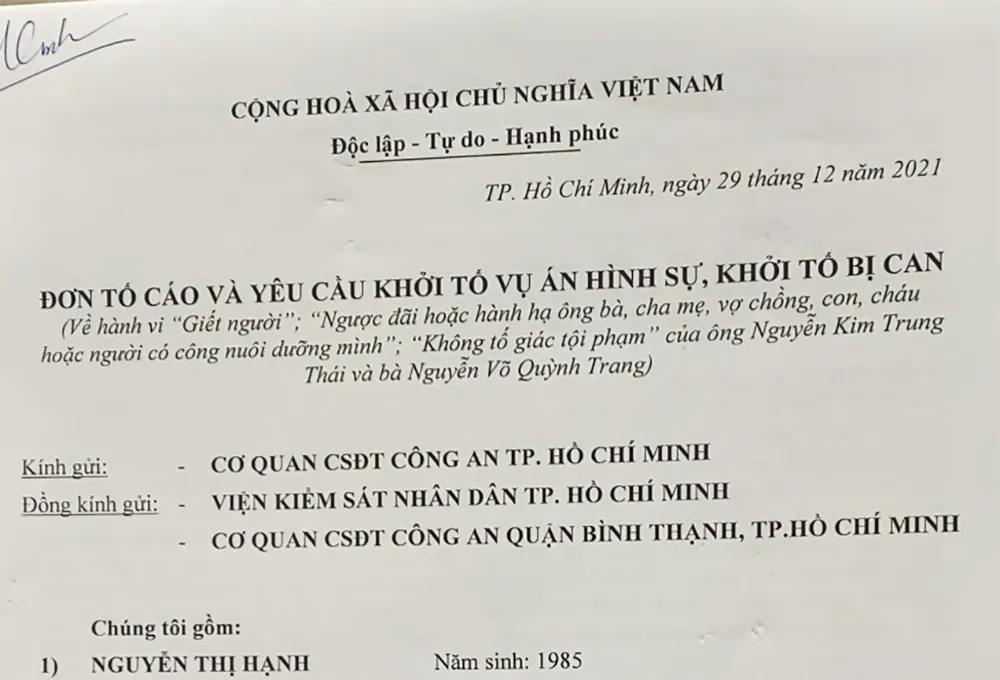 CỘNG HOÀ XÃ HỘI CHỦ NGHĨA VIỆT NAM
Độc lập - Tự do - Hạnh phúc
TP. Hồ Chí Minh, ngày 29 tháng 12 năm 2021
ĐƠN TỐ CÁO VÀ YÊU CẦU KHỞI TỐ VỤ ÁN HÌNH SỰ, KHỞI TỐ BỊ CAN
(Về hành vi “Giết người”; “Ngược đãi hoặc hành hạ ông bà, cha mẹ, vợ chồng, con, cháu
hoặc người có công nuôi dưỡng mình”; “Không tố giác tội phạm” của ông Nguyễn Kim Trung
Thái và bà Nguyễn Võ Quỳnh Trang)
Kính gửi: - CƠ QUAN CSĐT CÔNG AN TP. HỒ CHÍ MINH
Đồng kính gửi: - VIỆN KIỂM SÁT NHÂN DÂN TP. HỒ CHÍ MINH
- CƠ QUAN CSĐT CÔNG AN QUẬN BÌNH THẠNH, TP.HỒ CHÍ MINH
Chúng tôi gồm:
1) NGUYỄN THỊ HẠNH Năm sinh: 1985